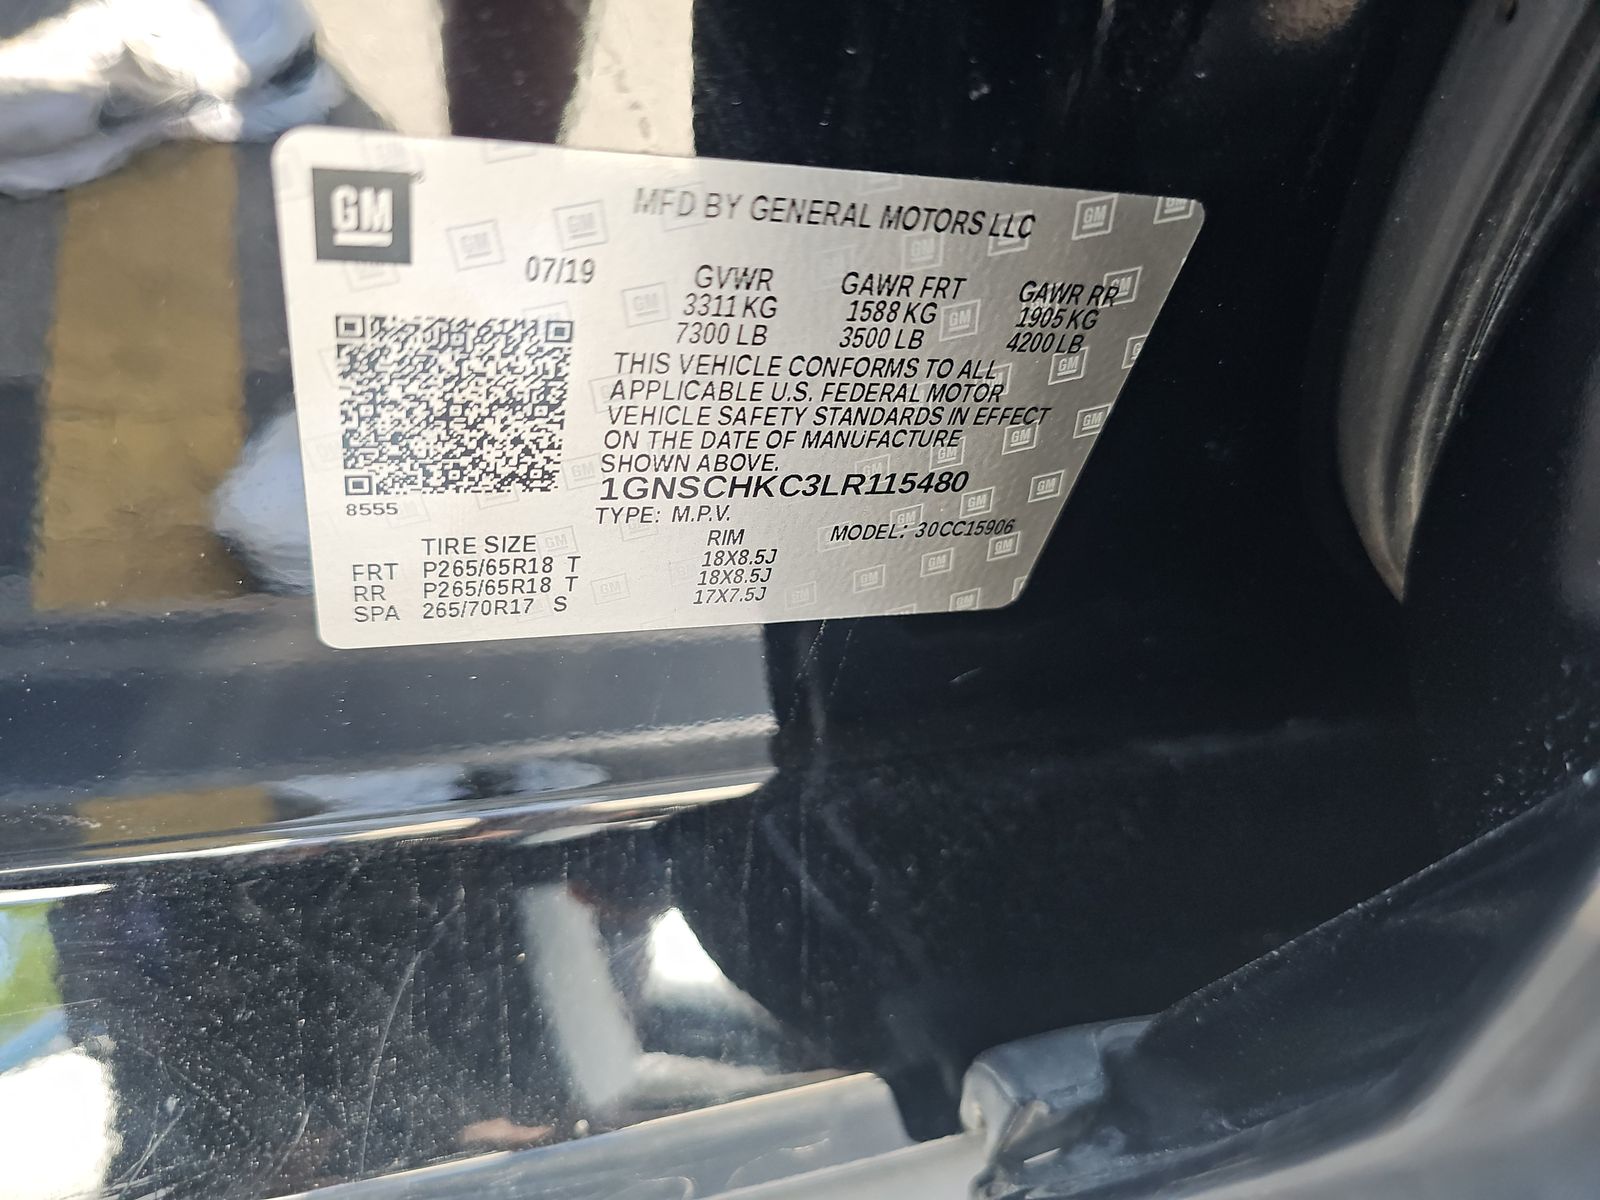 GM
MFD BY GENERAL MOTORS LLC
07/19
GVWR GAWR FRT GAWR RR
3311 KG 1588 KG 1905 KG
7300 LB 3500 LB 4200 LB
THIS VEHICLE CONFORMS TO ALL
APPLICABLE U.S. FEDERAL MOTOR
VEHICLE SAFETY STANDARDS IN EFFECT
ON THE DATE OF MANUFACTURE
SHOWN ABOVE.
8555
1GNSCHKC3LR115480
TYPE: M.P.V. MODEL: 30CC15906
TIRE SIZE RIM
FRT P265/65R18 T 18X8.5J
RR P265/65R18 T 18X8.5J
SPA 265/70R17 S 17X7.5J